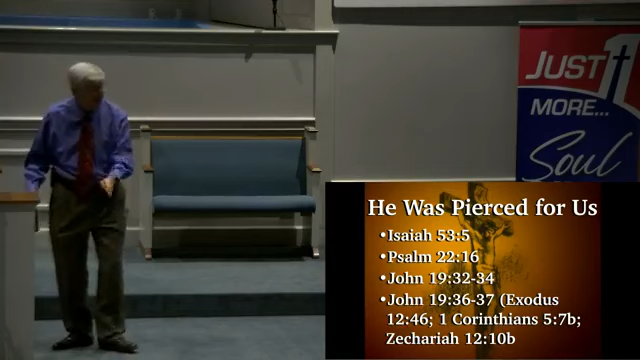 JUST 1
MORE...
Soul
He Was Pierced for Us
•Isaiah 53:5
•Psalm 22:16
•John 19:32-34
•John 19:36-37 (Exodus
12:46; 1 Corinthians 5:7b;
Zechariah 12:10b